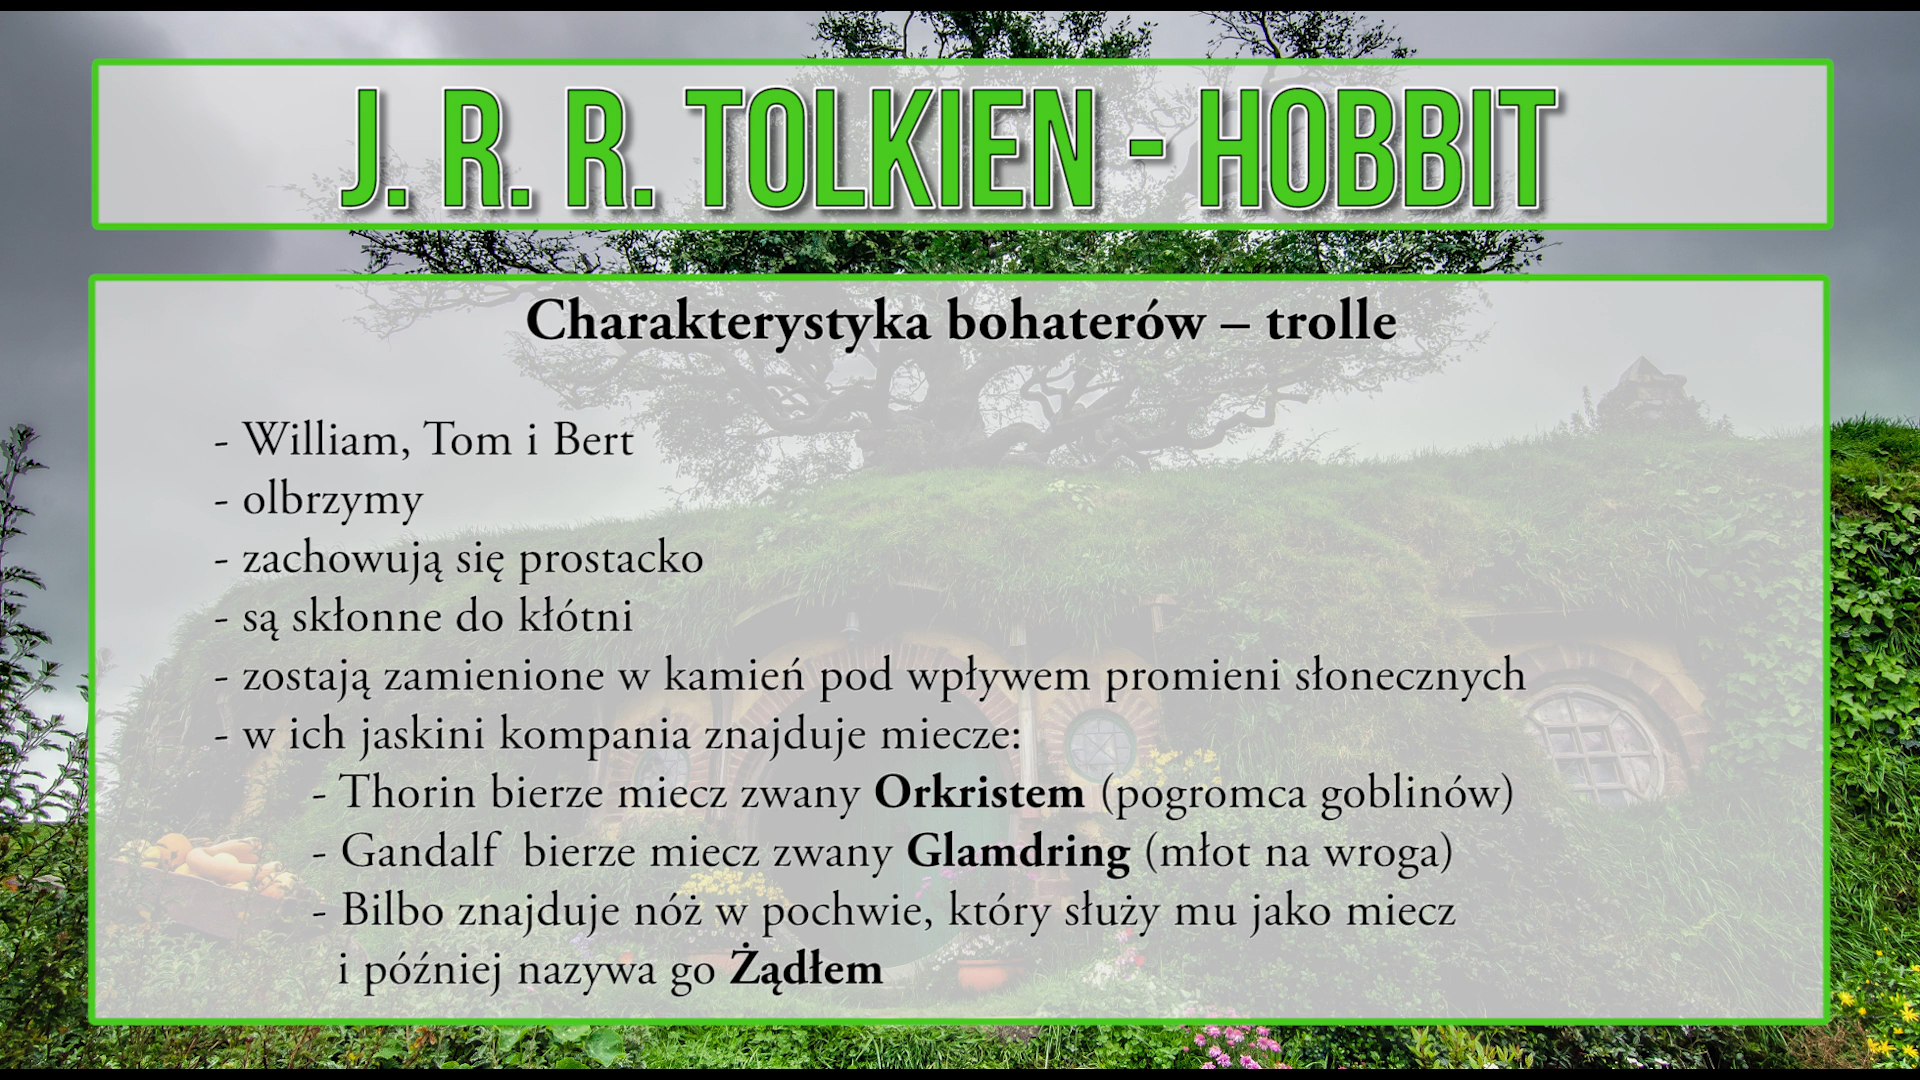 J. R. R. TOLKIEN - HOBBIT
Charakterystyka bohaterów – trolle
- William, Tom i Bert
- olbrzymy
- zachowują się prostacko
- są skłonne do kłótni
- zostają zamienione w kamień pod wpływem promieni słonecznych
- w ich jaskini kompania znajduje miecze:
- Thorin bierze miecz zwany Orkristem (pogromca goblinów)
- Gandalf  bierze miecz zwany Glamdring (młot na wroga)
- Bilbo znajduje nóż w pochwie, który służy mu jako miecz
i później nazywa go Żądłem